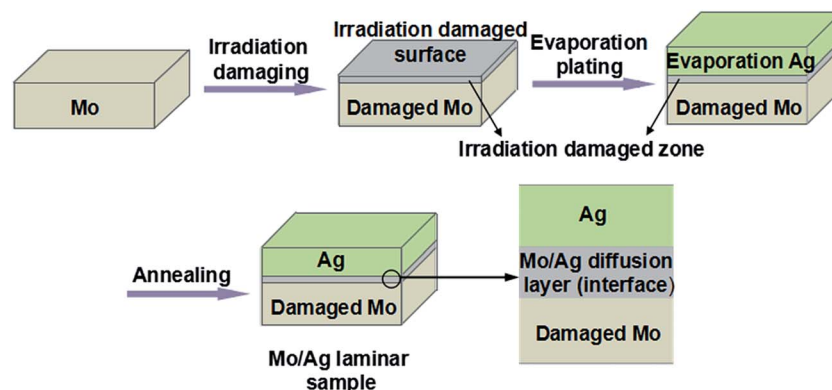 Mo
Irradiation
damaging
Irradiation damaged
surface
Damaged Mo
Evaporation
plating
Evaporation Ag
Damaged Mo
Irradiation damaged zone
Annealing
Ag
Damaged Mo
Mo/Ag laminar
sample
Ag
Mo/Ag diffusion
layer (interface)
Damaged Mo